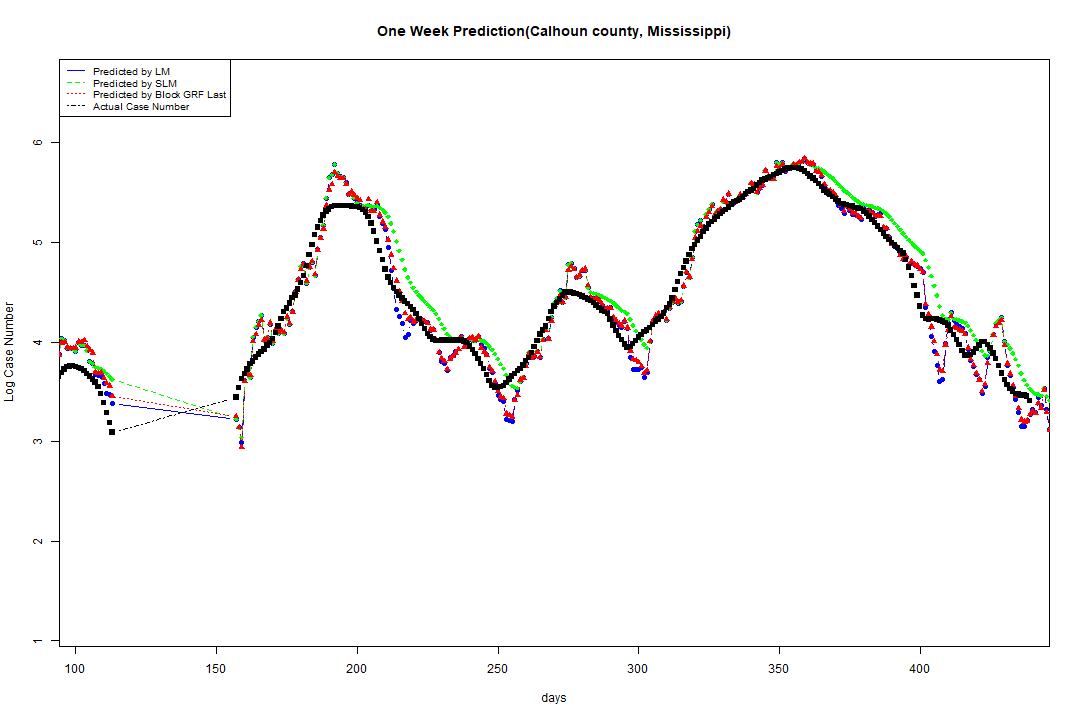 One Week Prediction(Calhoun county, Mississippi)
Predicted by LM
Predicted by SLM
Predicted by Block GRF Last
Actual Case Number
Log Case Number
6
5
4
3
2
1
100 150 200 250 300 350 400
days